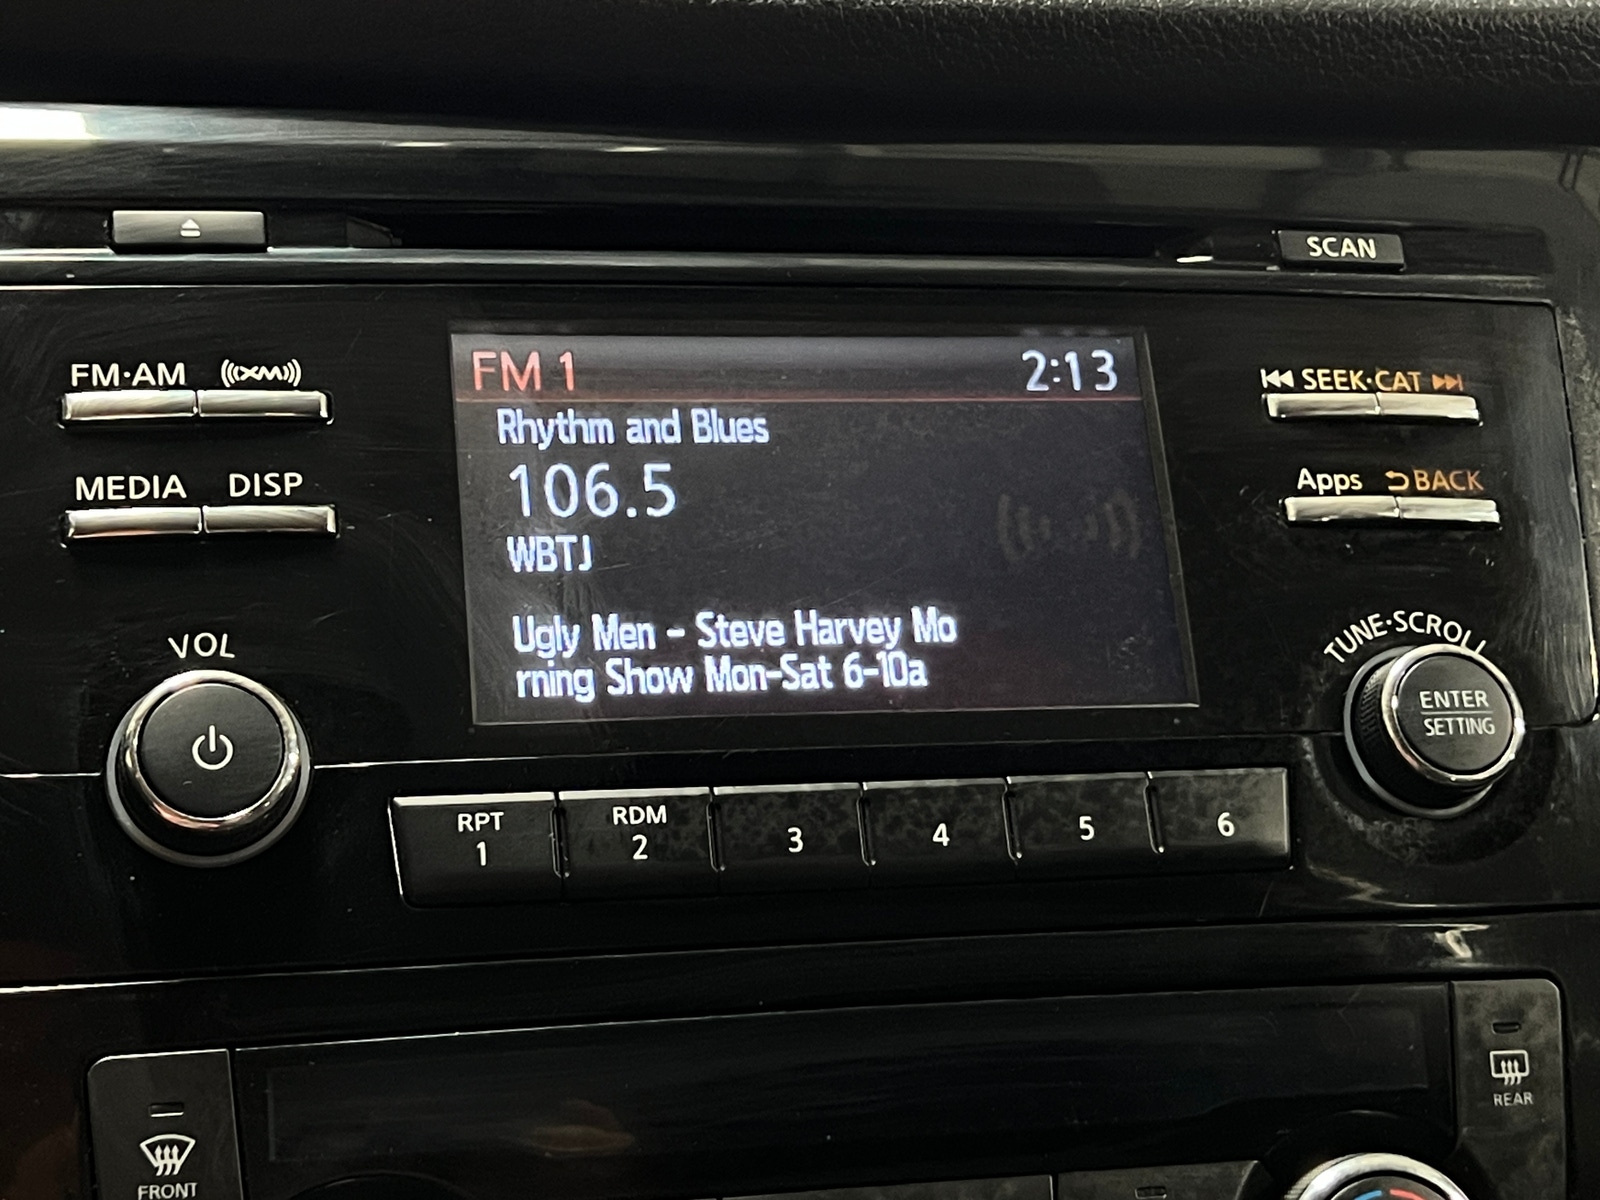 SCAN
FM·AM
XM
FM 1
2:13
SEEK·CAT
Rhythm and Blues
106.5
MEDIA
DISP
Apps
BACK
WBTJ
Ugly Men - Steve Harvey Mo
rning Show Mon-Sat 6-10a
VOL
TUNE·SCROLL
ENTER
SETTING
RPT
1
RDM
2
3
4
5
6
REAR
FRONT